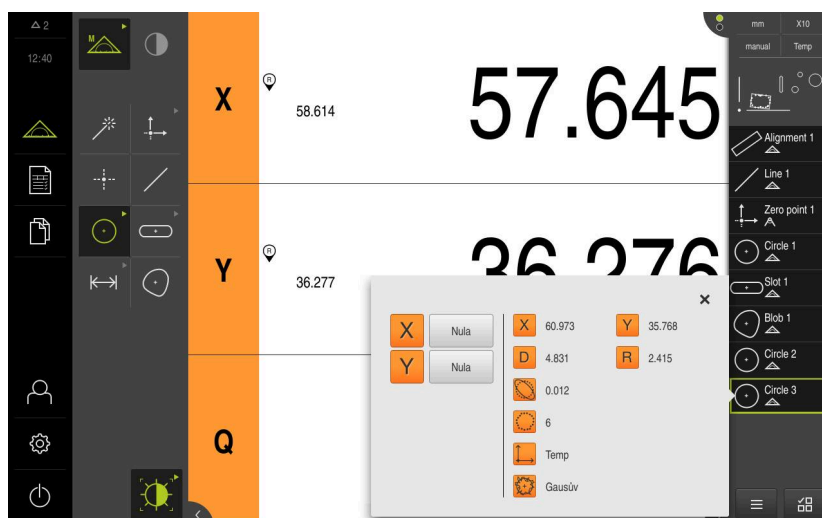 2
12:40
M
X
R
58.614
57.645
Y
R
36.277
36.276
Q
X
Nula
Y
Nula
X
60.973
Y
35.768
D
4.831
R
2.415
0.012
6
Temp
Gausùv
mm
X10
manual
Temp
Alignment 1
Line 1
Zero point 1
Circle 1
Slot 1
Blob 1
Circle 2
Circle 3